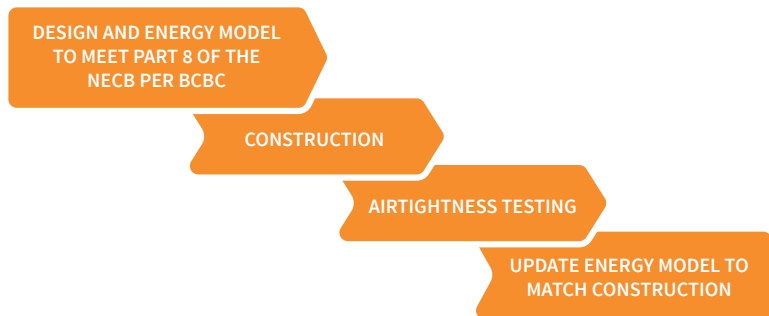 DESIGN AND ENERGY MODEL
TO MEET PART 8 OF THE
NECB PER BCBC
CONSTRUCTION
AIRTIGHTNESS TESTING
UPDATE ENERGY MODEL TO
MATCH CONSTRUCTION